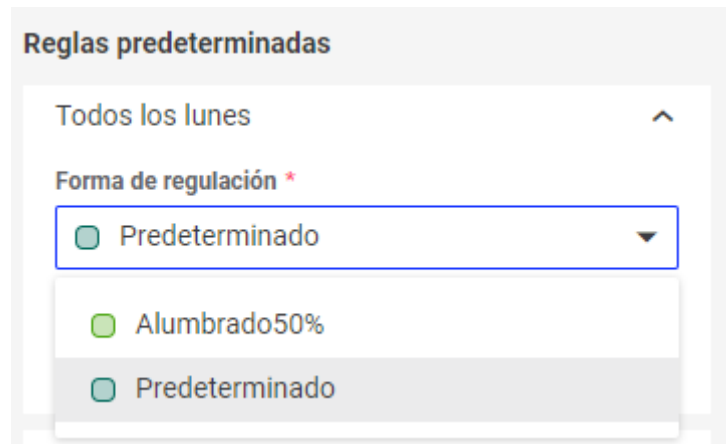 Reglas predeterminadas
Todos los lunes
Forma de regulación *
Predeterminado
Alumbrado50%
Predeterminado